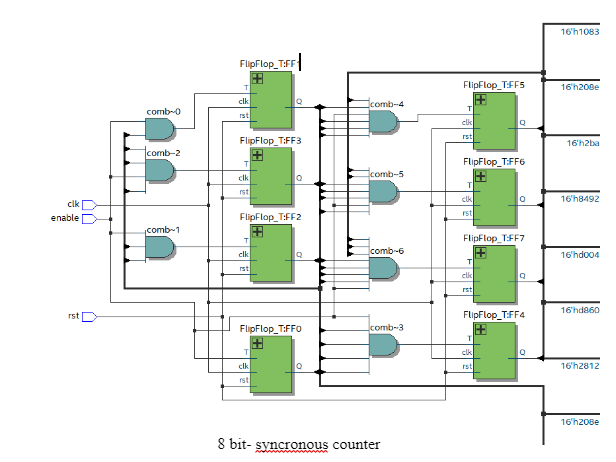 16'h1083
FlipFlop_T:FF1
T
clk
rst
Q
comb~0
comb~4
FlipFlop_T:FF5
T
clk
rst
Q
16'h208e
comb~2
FlipFlop_T:FF3
T
clk
rst
Q
16'h2ba
comb~5
FlipFlop_T:FF6
T
clk
rst
Q
16'h8492
clk
enable
comb~1
FlipFlop_T:FF2
T
clk
rst
Q
comb~6
FlipFlop_T:FF7
T
clk
rst
Q
16'hd004
16'hd860
rst
FlipFlop_T:FF0
T
clk
rst
Q
comb~3
FlipFlop_T:FF4
T
clk
rst
Q
16'h2812
16'h208e
8 bit- syncronous counter